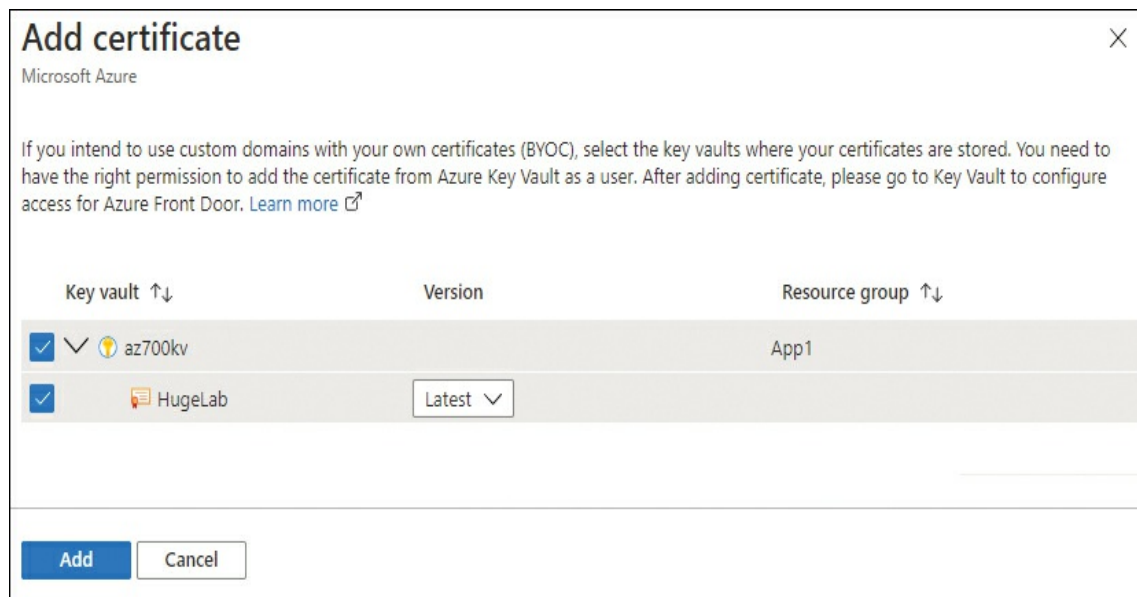 Add certificate
Microsoft Azure
If you intend to use custom domains with your own certificates (BYOC), select the key vaults where your certificates are stored. You need to
have the right permission to add the certificate from Azure Key Vault as a user. After adding certificate, please go to Key Vault to configure
access for Azure Front Door. Learn more
Key vault Version Resource group
az700kv App1
HugeLab Latest
Add Cancel